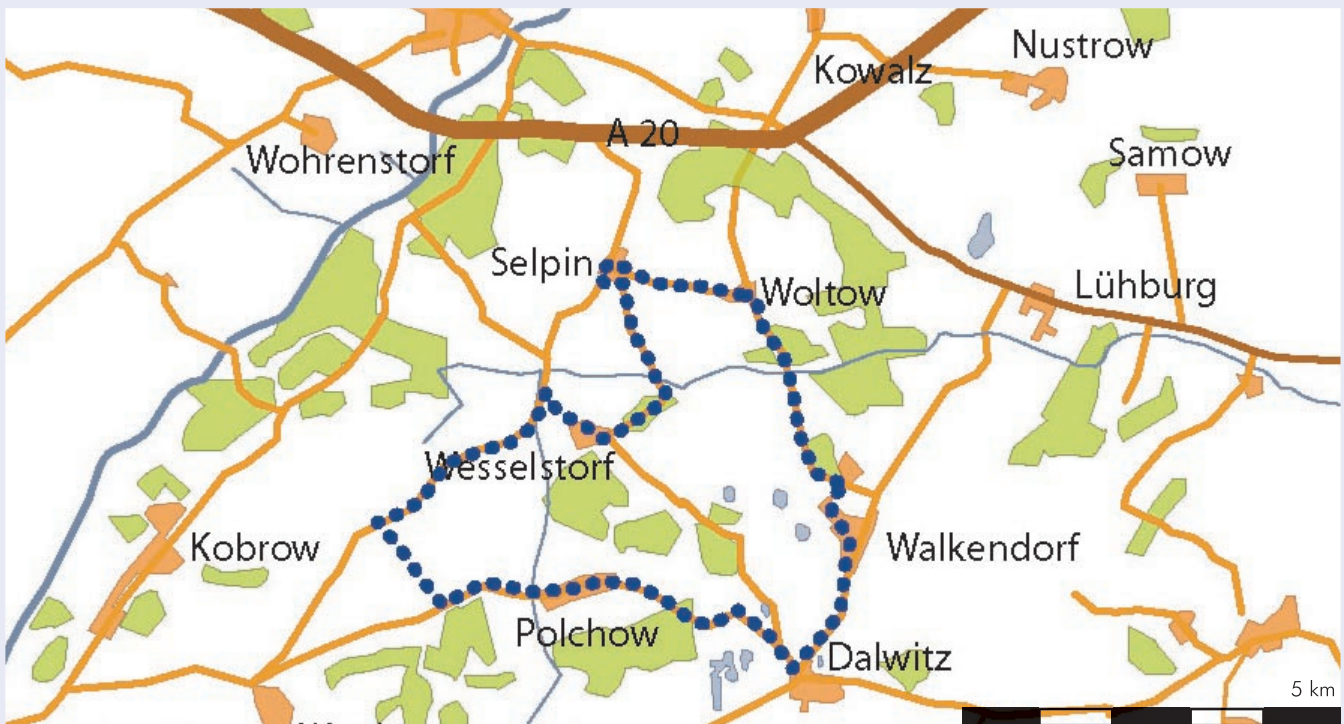 Nustrow
Kowalz
A 20
Wohrenstorf
Samow
Selpin
Woltow
Lühburg
Wesselstorf
Kobrow
Walkendorf
Polchow
Dalwitz
5 km